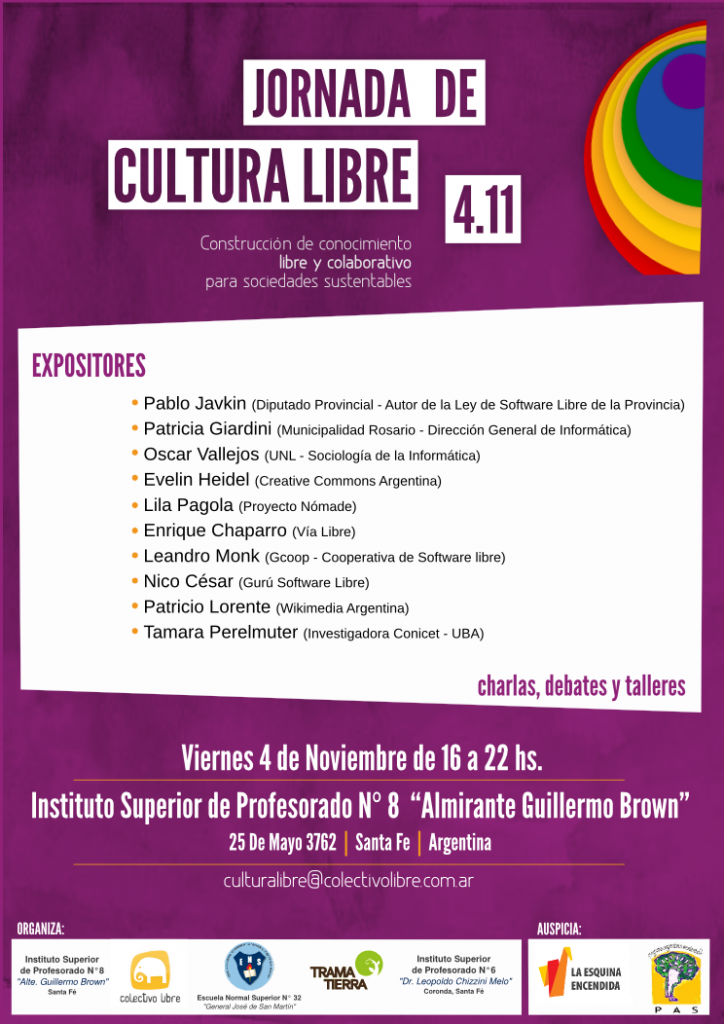 JORNADA DE
CULTURA LIBRE
4.11
Construcción de conocimiento
libre y colaborativo
para sociedades sustentables
EXPOSITORES
• Pablo Javkin (Diputado Provincial - Autor de la Ley de Software Libre de la Provincia)
• Patricia Giardini (Municipalidad Rosario - Dirección General de Informática)
• Oscar Vallejos (UNL - Sociología de la Informática)
• Evelin Heidel (Creative Commons Argentina)
• Lila Pagola (Proyecto Nómade)
• Enrique Chaparro (Vía Libre)
• Leandro Monk (Gcoop - Cooperativa de Software libre)
• Nico César (Gurú Software Libre)
• Patricio Lorente (Wikimedia Argentina)
• Tamara Perelmuter (Investigadora Conicet - UBA)
charlas, debates y talleres
Viernes 4 de Noviembre de 16 a 22 hs.
Instituto Superior de Profesorado N° 8 “Almirante Guillermo Brown”
25 De Mayo 3762 | Santa Fe | Argentina
culturalibre@colectivolibre.com.ar
ORGANIZA:
Instituto Superior
de Profesorado N°8
"Alte. Guillermo Brown"
Santa Fé
colectivo libre
ENS
Escuela Normal Superior N° 32
"General José de San Martín"
TRAMA
TIERRA
Instituto Superior
de Profesorado N°6
"Dr. Leopoldo Chizzini Melo"
Coronda, Santa Fé
AUSPICIA:
LA ESQUINA
ENCENDIDA
P A S